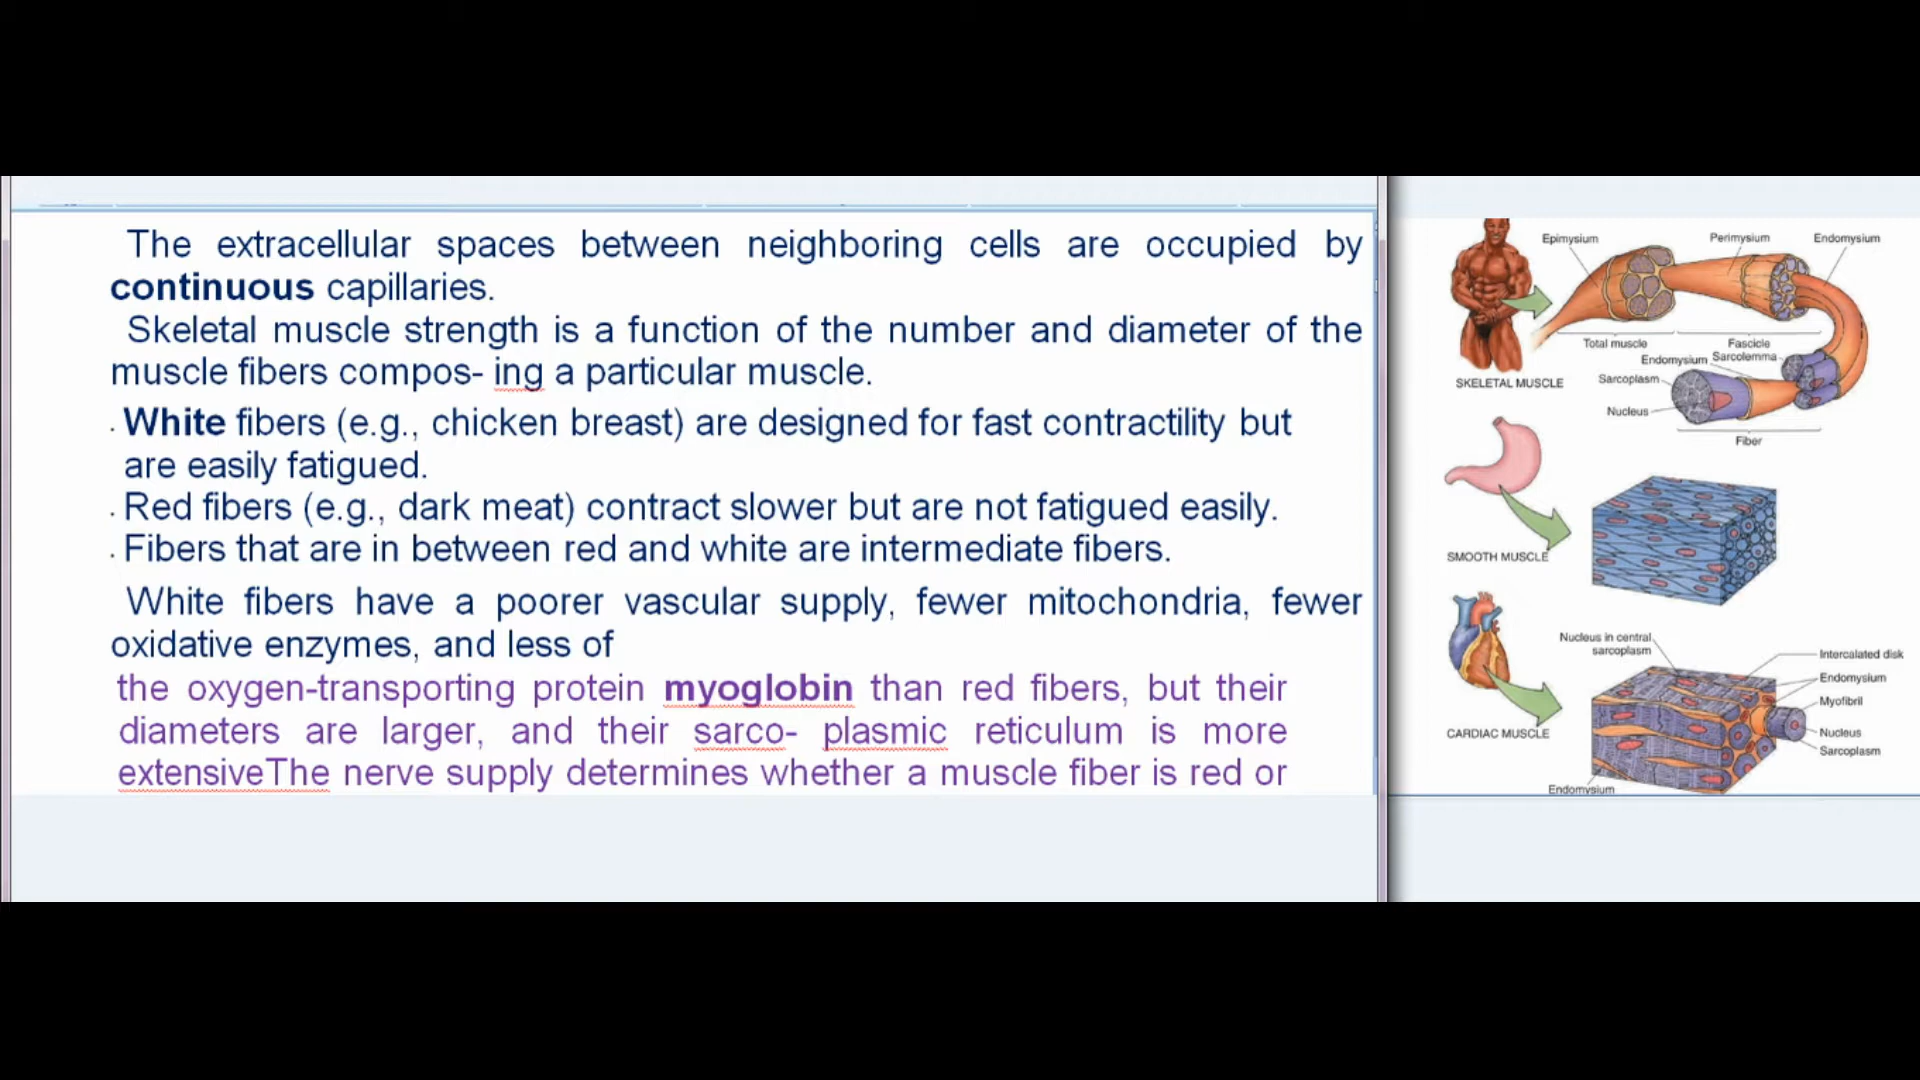 The extracellular spaces between neighboring cells are occupied by
continuous capillaries.
Skeletal muscle strength is a function of the number and diameter of the
muscle fibers compos- ing a particular muscle.
· White fibers (e.g., chicken breast) are designed for fast contractility but
are easily fatigued.
· Red fibers (e.g., dark meat) contract slower but are not fatigued easily.
· Fibers that are in between red and white are intermediate fibers.
White fibers have a poorer vascular supply, fewer mitochondria, fewer
oxidative enzymes, and less of
the oxygen-transporting protein myoglobin than red fibers, but their
diameters are larger, and their sarco- plasmic reticulum is more
extensiveThe nerve supply determines whether a muscle fiber is red or
Epimysium
Perimysium
Endomysium
Total muscle
Fascicle
Endomysium
Sarcolemma
Sarcoplasm
Nucleus
Fiber
SKELETAL MUSCLE
SMOOTH MUSCLE
Nucleus in central
sarcoplasm
Intercalated disk
Endomysium
Myofibril
Nucleus
Sarcoplasm
CARDIAC MUSCLE
Endomysium